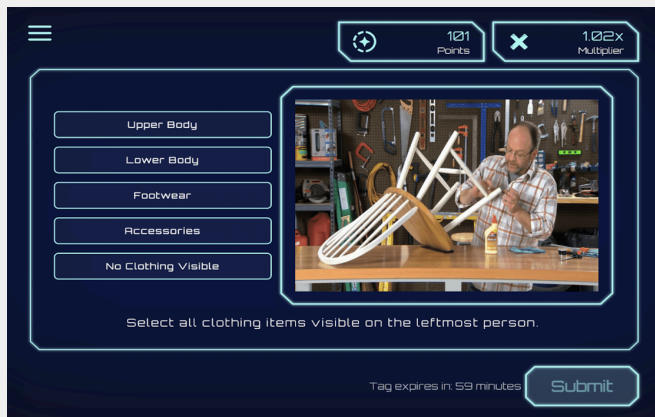 101
Points
1.02x
Multiplier
Upper Body
Lower Body
Footwear
Accessories
No Clothing Visible
Select all clothing items visible on the leftmost person.
Tag expires in: 59 minutes
Submit